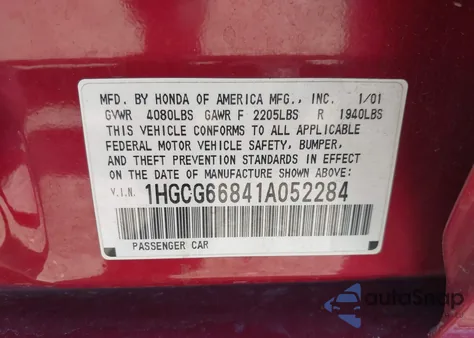 MFD. BY HONDA OF AMERICA MFG., INC. 1/01
GVWR 4080LBS GAWR F 2205LBS R 1940LBS
THIS VEHICLE CONFORMS TO ALL APPLICABLE
FEDERAL MOTOR VEHICLE SAFETY, BUMPER,
AND THEFT PREVENTION STANDARDS IN EFFECT
ON THE DATE OF MANUFACTURE SHOWN ABOVE:
V.I.N. 1HGCG66841A052284
PASSENGER CAR
autoSnap